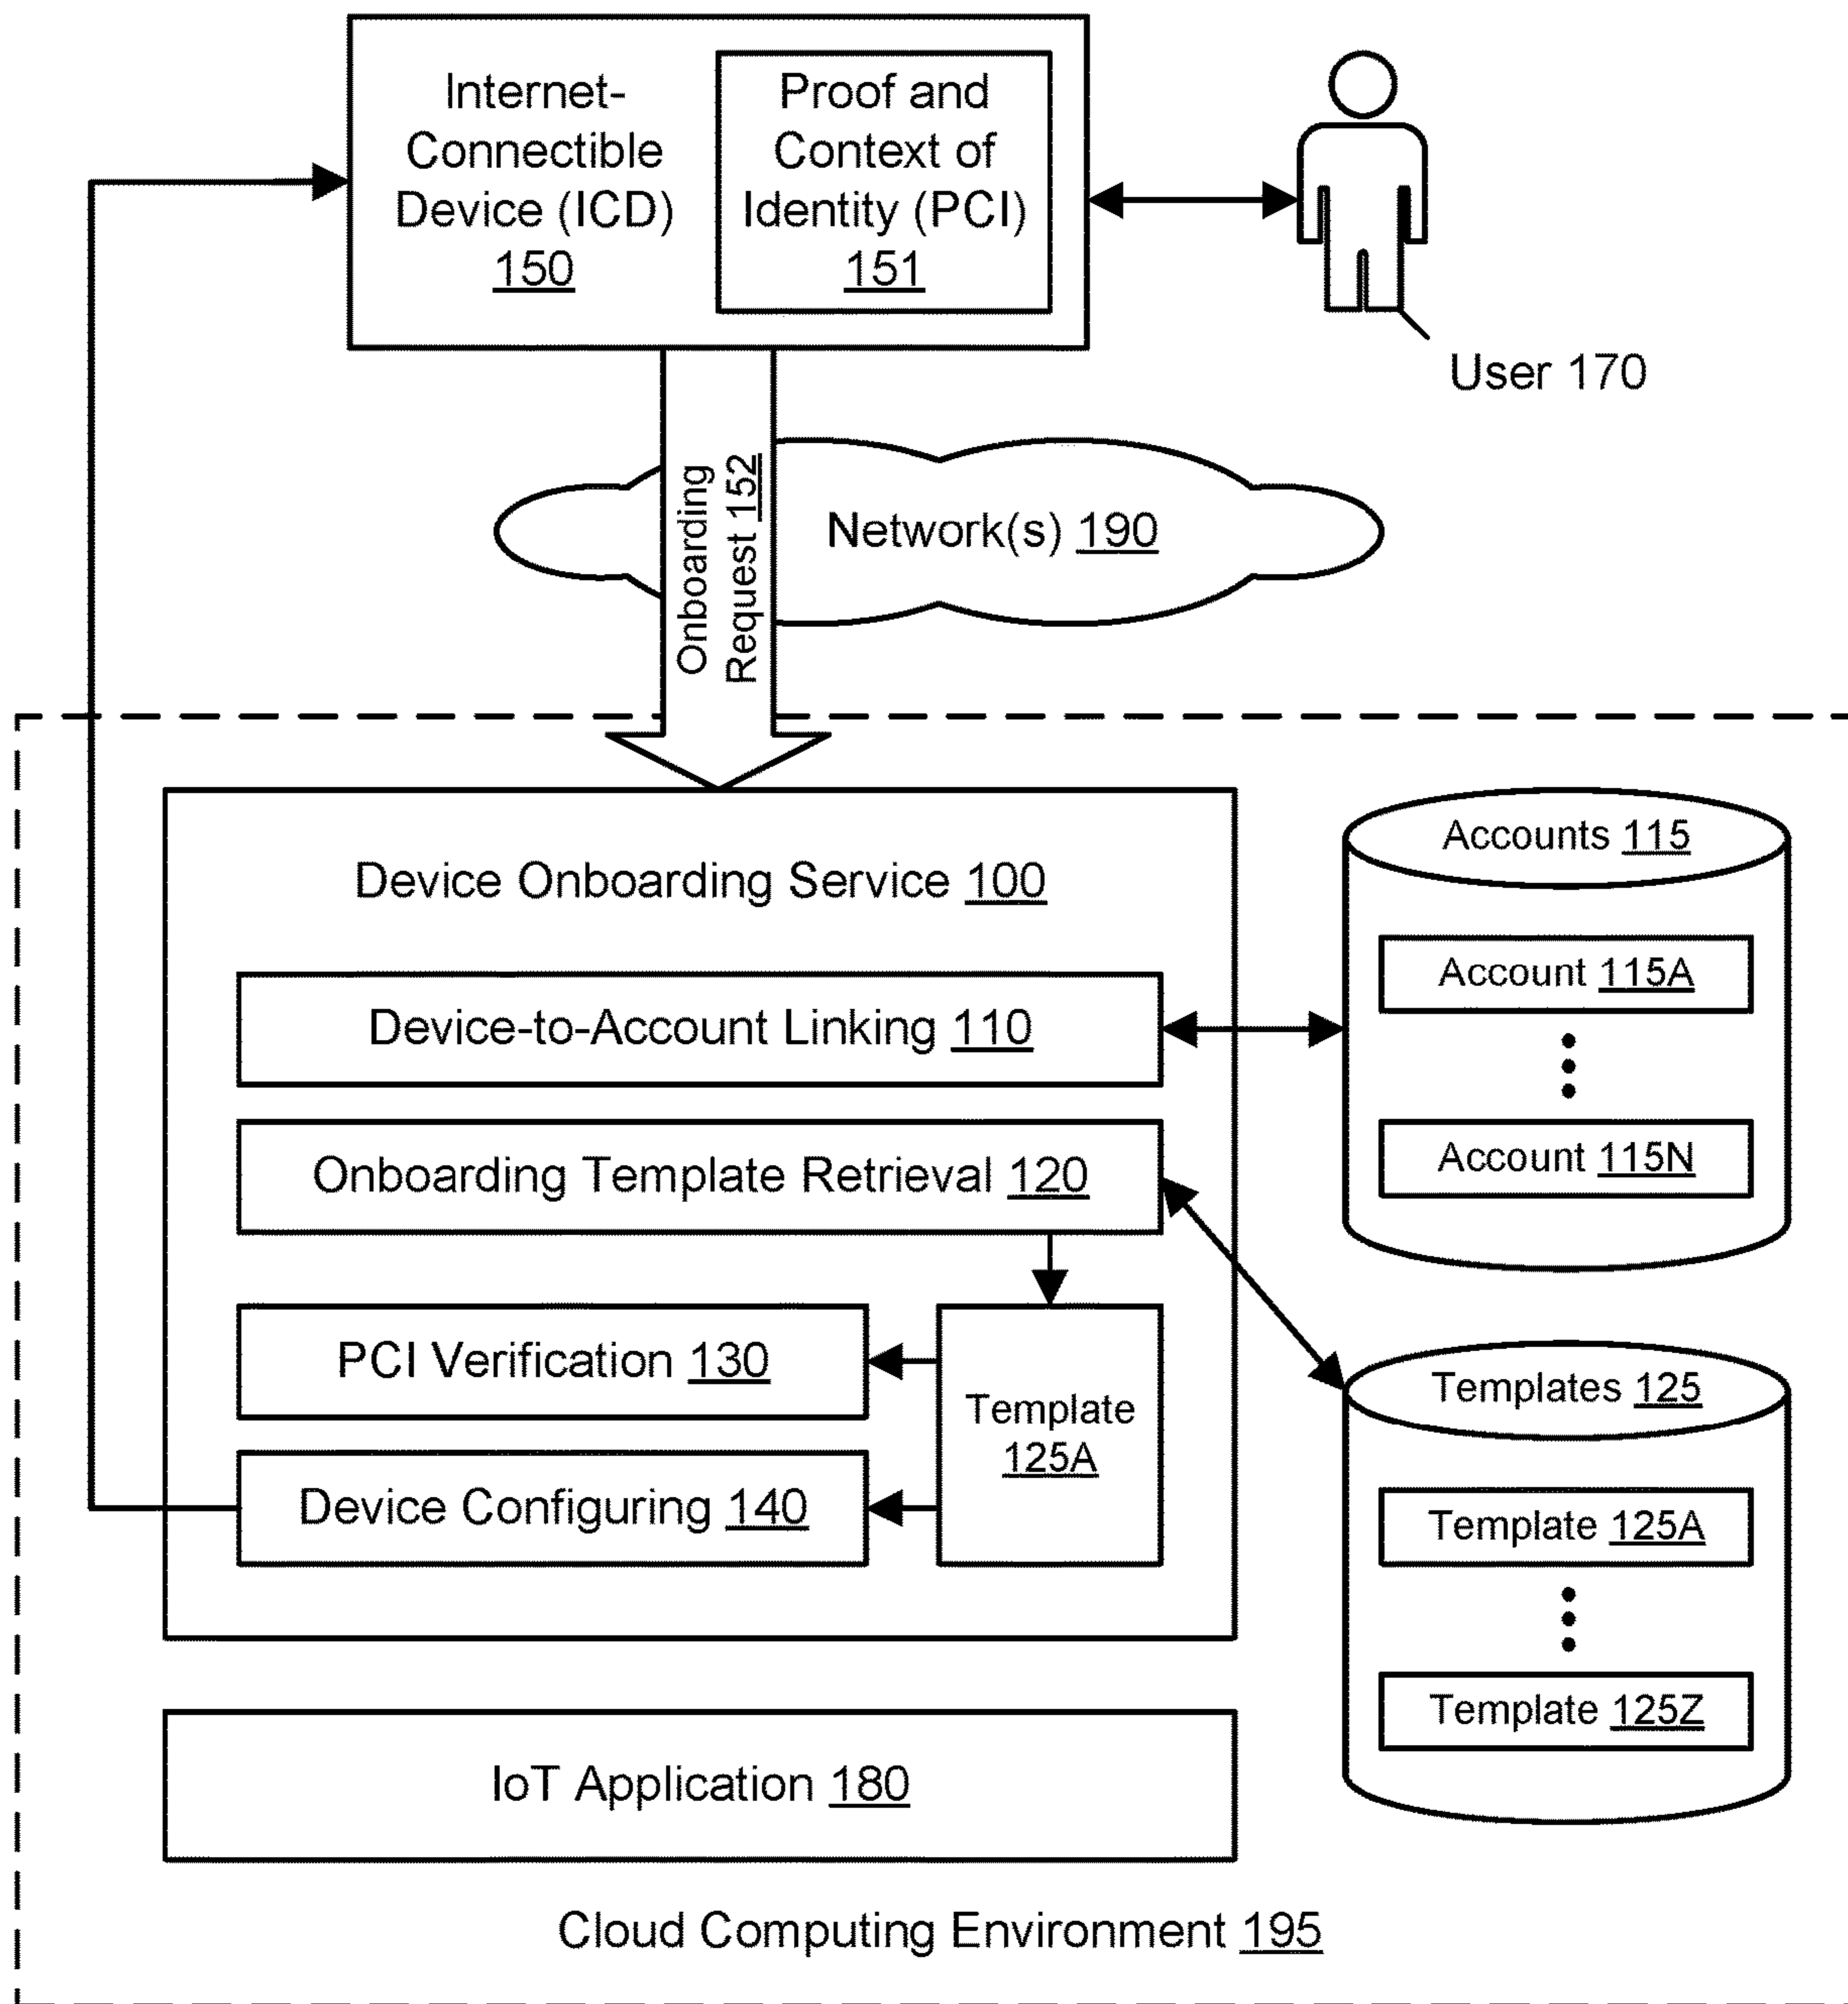 Internet-
Connectible
Device (ICD)
150
Proof and
Context of
Identity (PCI)
151
User 170
Onboarding
Request 152
Network(s) 190
Device Onboarding Service 100
Device-to-Account Linking 110
Onboarding Template Retrieval 120
PCI Verification 130
Device Configuring 140
Template
125A
Accounts 115
Account 115A
Account 115N
Templates 125
Template 125A
Template 125Z
IoT Application 180
Cloud Computing Environment 195